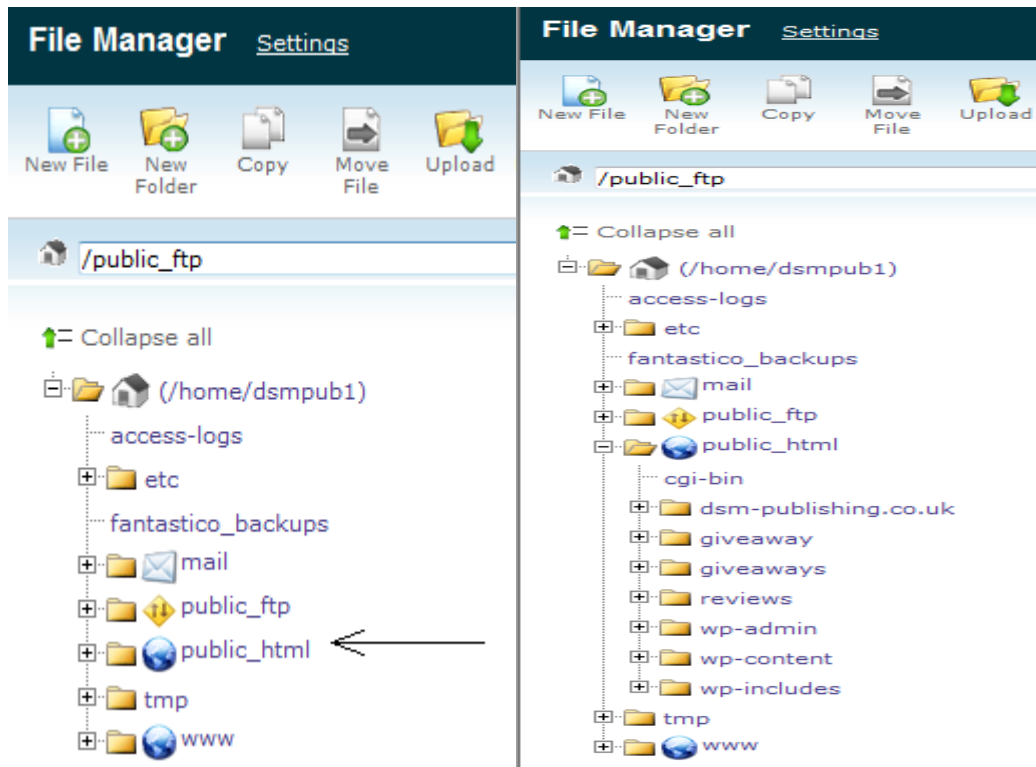 File Manager Settings
New File New Folder Copy Move File Upload
/public_ftp
Collapse all
(/home/dsmpub1)
access-logs
etc
fantastico_backups
mail
public_ftp
public_html
tmp
www
File Manager Settings
New File New Folder Copy Move File Upload
/public_ftp
Collapse all
(/home/dsmpub1)
access-logs
etc
fantastico_backups
mail
public_ftp
public_html
cgi-bin
dsm-publishing.co.uk
giveaway
giveaways
reviews
wp-admin
wp-content
wp-includes
tmp
www